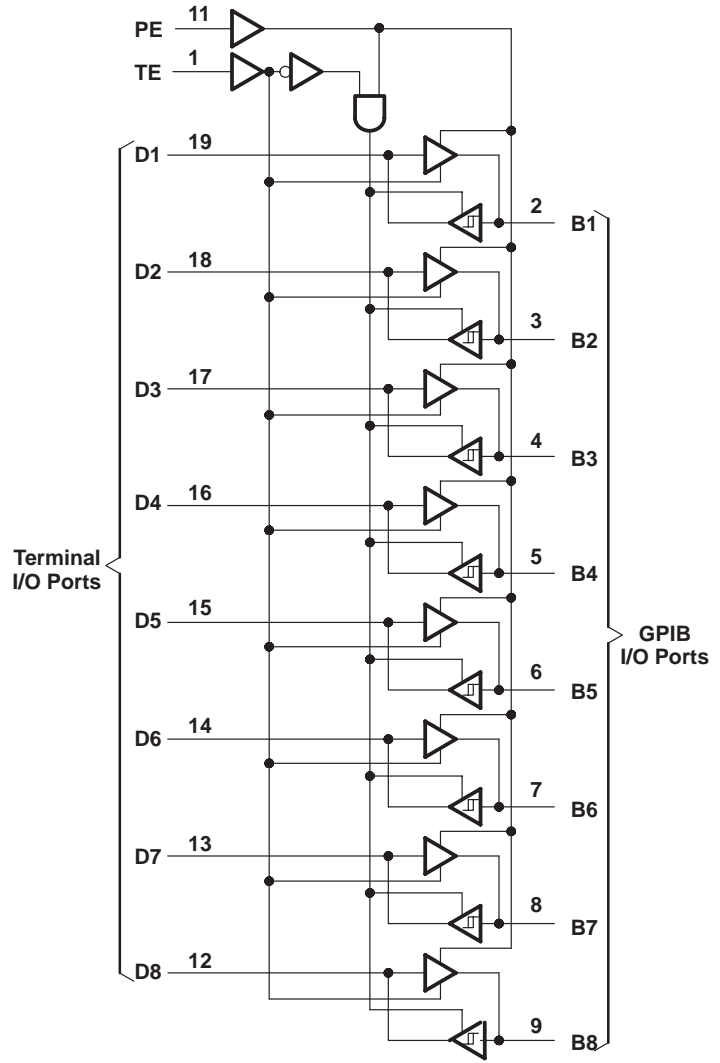 PE 11
TE 1
D1 19
2 B1
D2 18
3 B2
D3 17
4 B3
D4 16
5 B4
Terminal
I/O Ports
D5 15
GPIB
I/O Ports
6 B5
D6 14
7 B6
D7 13
8 B7
D8 12
9 B8